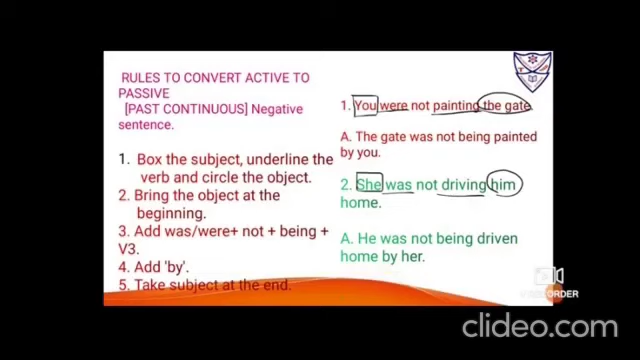 RULES TO CONVERT ACTIVE TO
PASSIVE
[PAST CONTINUOUS] Negative
sentence.
1. Box the subject, underline the
verb and circle the object.
2. Bring the object at the
beginning.
3. Add was/were+ not + being +
V3.
4. Add 'by'.
5. Take subject at the end.
1. You were not painting the gate.
A. The gate was not being painted
by you.
2. She was not driving him
home.
A. He was not being driven
home by her.
clideo.com